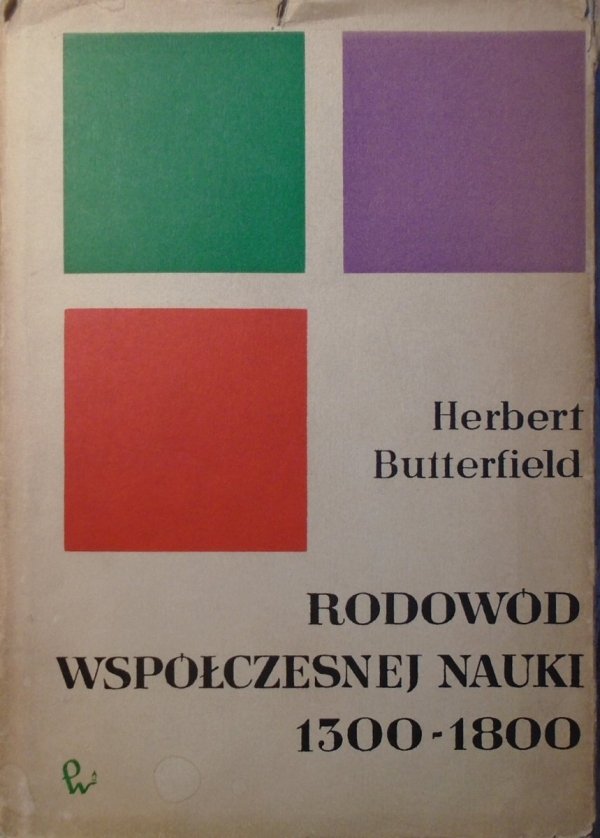 Herbert
Butterfield
RODOWÓD
WSPÓŁCZESNEJ NAUKI
1300-1800